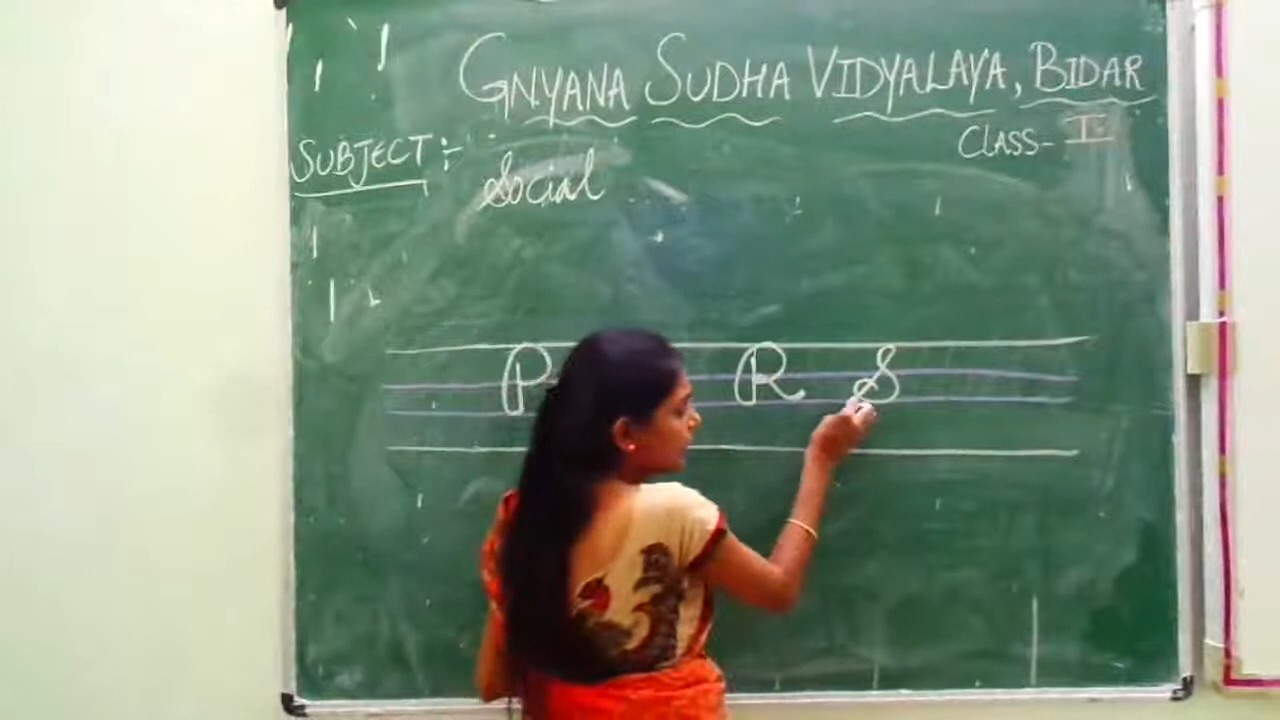 GNYANA SUDHA VIDYALAYA, BIDAR
CLASS- I
SUBJECT :- Social
P R S